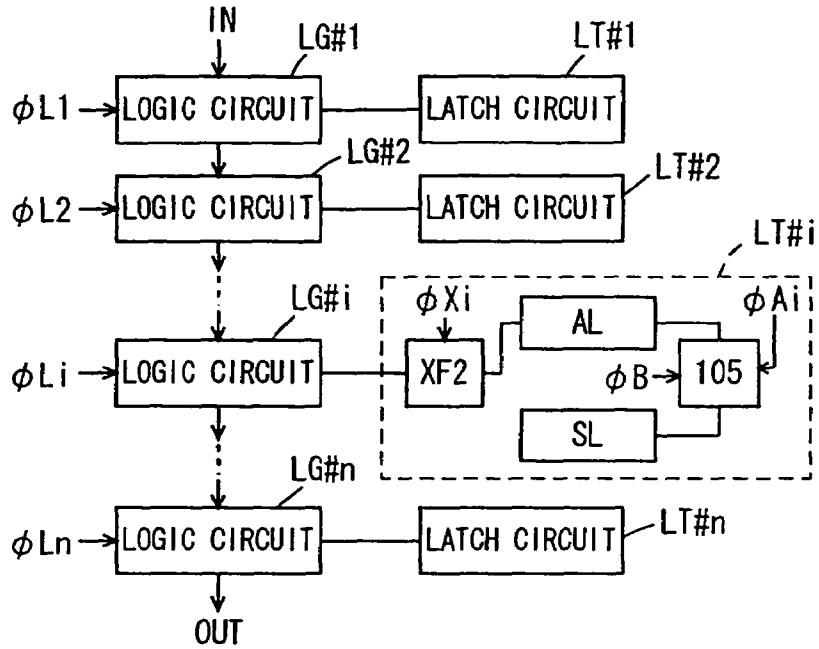 IN
LG#1
LT#1
ϕL1
LOGIC CIRCUIT
LATCH CIRCUIT
LG#2
LT#2
ϕL2
LOGIC CIRCUIT
LATCH CIRCUIT
LT#i
LG#i
ϕXi
AL
ϕAi
ϕLi
LOGIC CIRCUIT
XF2
ϕB
105
SL
LG#n
LT#n
ϕLn
LOGIC CIRCUIT
LATCH CIRCUIT
OUT